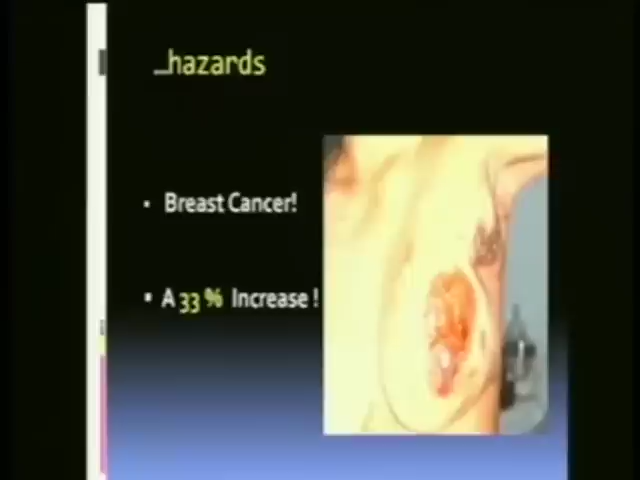 ...hazards
• Breast Cancer!
▪ A 33 % Increase !